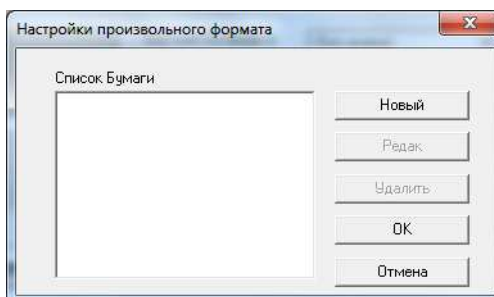 Настройки произвольного формата
Список Бумаги
Новый
Редак.
Удалить
OK
Отмена